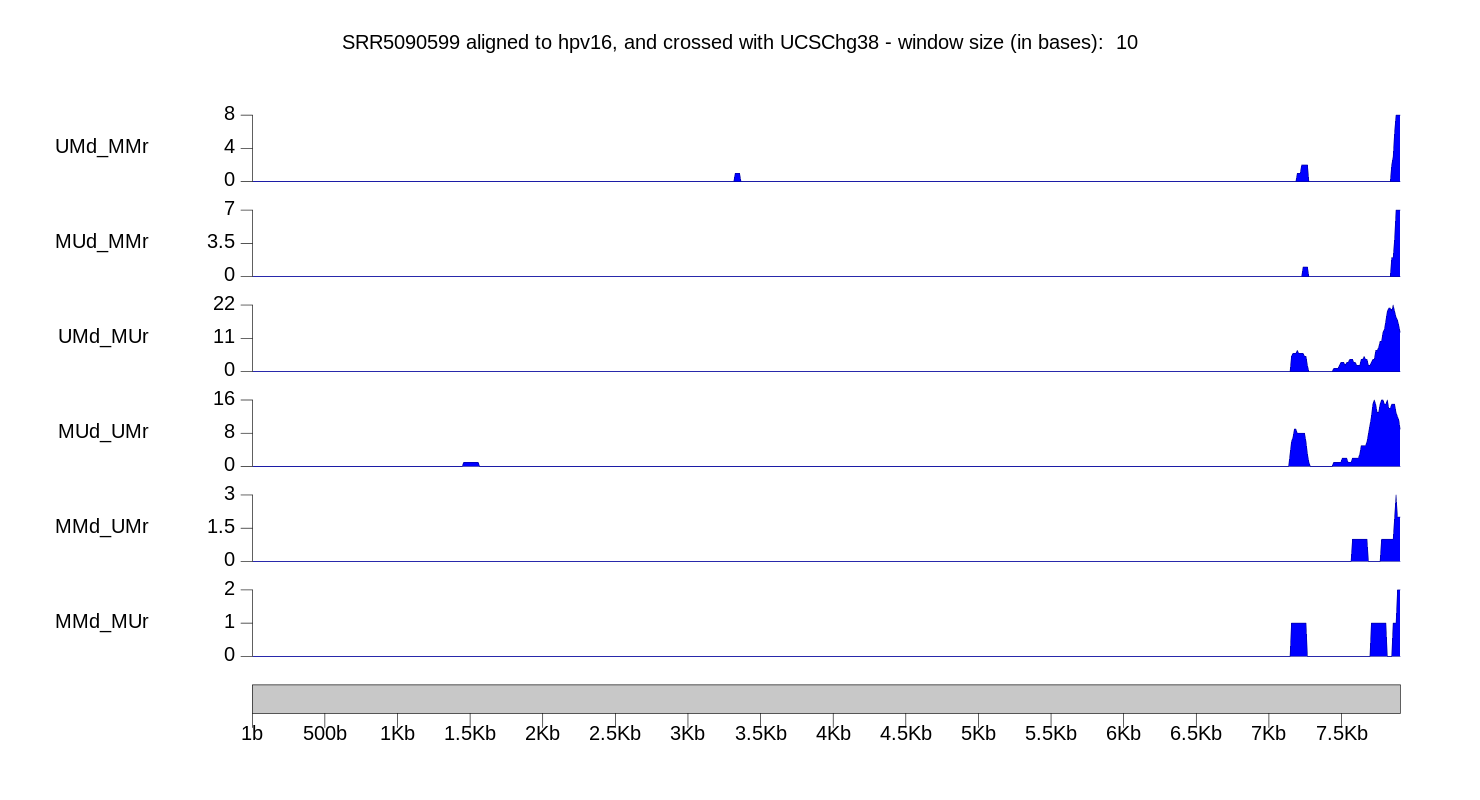 SRR5090599 aligned to hpv16, and crossed with UCSChg38 - window size (in bases):  10
8
UMd_MMr
4
0
7
MUd_MMr
3.5
0
22
UMd_MUr
11
0
16
MUd_UMr
8
0
3
MMd_UMr
1.5
0
2
MMd_MUr
1
0
1b 500b 1Kb 1.5Kb 2Kb 2.5Kb 3Kb 3.5Kb 4Kb 4.5Kb 5Kb 5.5Kb 6Kb 6.5Kb 7Kb 7.5Kb